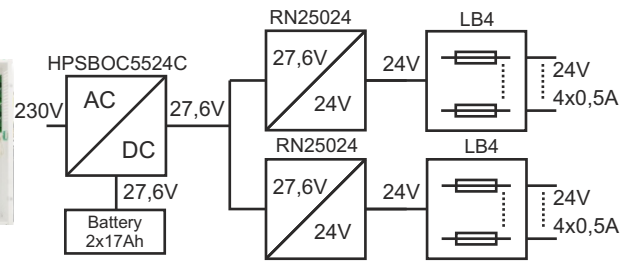 RN25024
LB4
HPSBOC5524C
27,6V
24V
24V
24V
4x0,5A
230V
AC
DC
27,6V
27,6V
Battery
2x17Ah
RN25024
LB4
27,6V
24V
24V
24V
4x0,5A